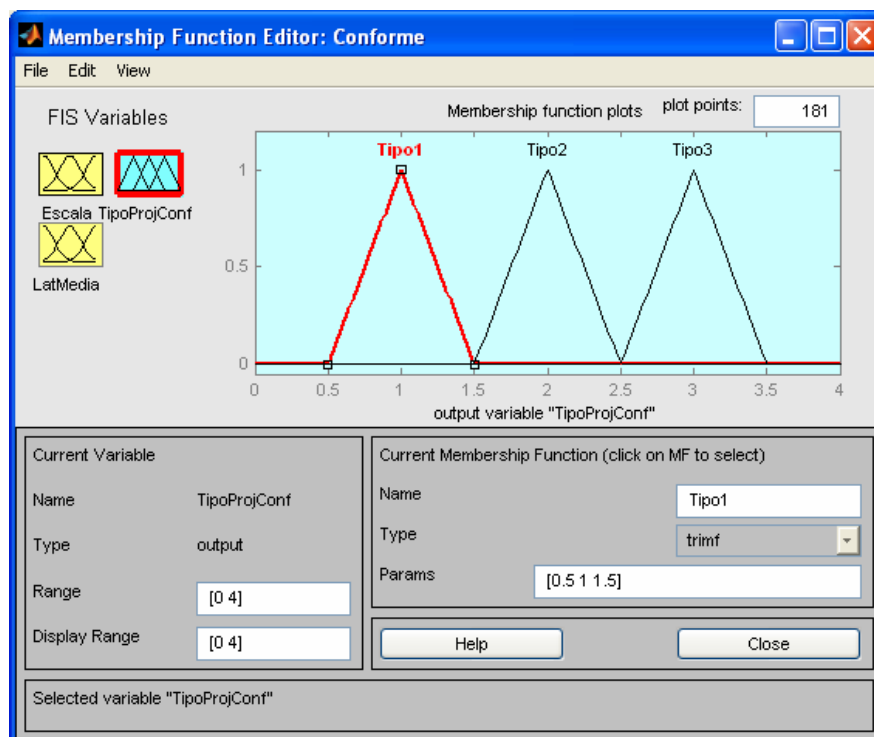 Membership Function Editor: Conforme
File Edit View
FIS Variables
Membership function plots plot points: 181
Tipo1 Tipo2 Tipo3
Escala TipoProjConf
LatMedia
1
0.5
0
0 0.5 1 1.5 2 2.5 3 3.5 4
output variable "TipoProjConf"
Current Variable
Name TipoProjConf
Type output
Range [0 4]
Display Range [0 4]
Current Membership Function (click on MF to select)
Name Tipo1
Type trimf
Params [0.5 1 1.5]
Help Close
Selected variable "TipoProjConf"